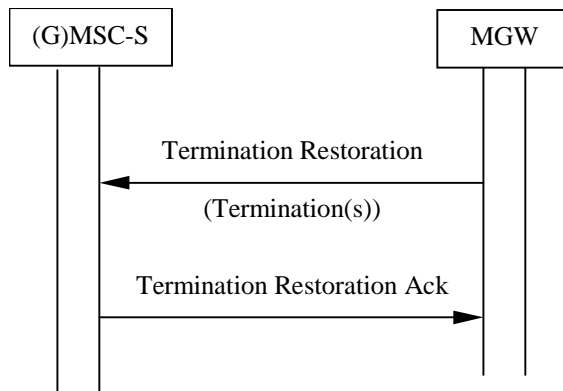 (G)MSC-S
MGW
Termination Restoration
(Termination(s))
Termination Restoration Ack